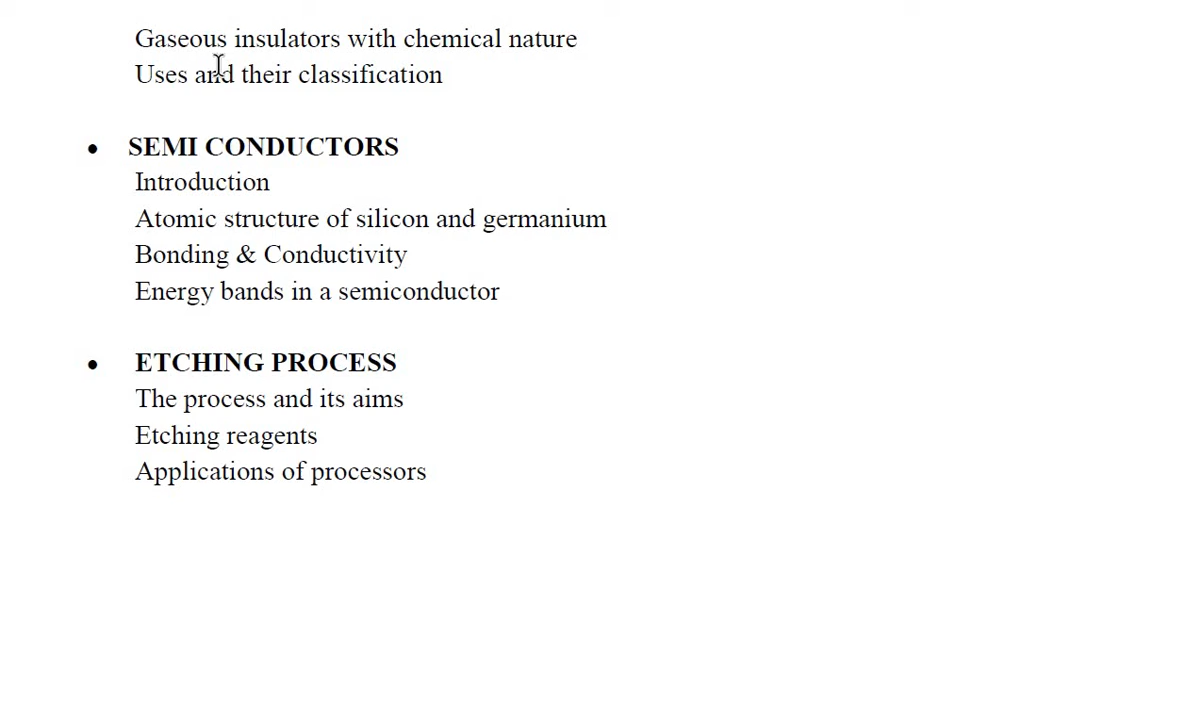 Gaseous insulators with chemical nature
Uses and their classification
• SEMI CONDUCTORS
Introduction
Atomic structure of silicon and germanium
Bonding & Conductivity
Energy bands in a semiconductor
• ETCHING PROCESS
The process and its aims
Etching reagents
Applications of processors